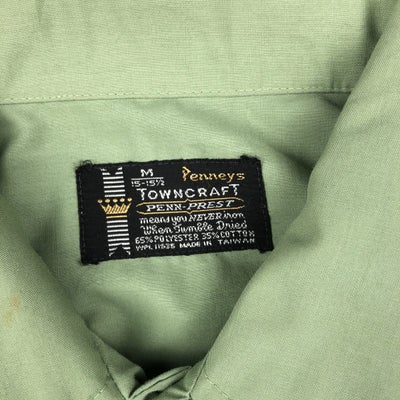 M Penneys
15-15½
TOWNCRAFT
PENN-PREST
means you NEVER iron
When Tumble Dried
65% POLYESTER 35% COTTON
WPL 11535 MADE IN TAIWAN